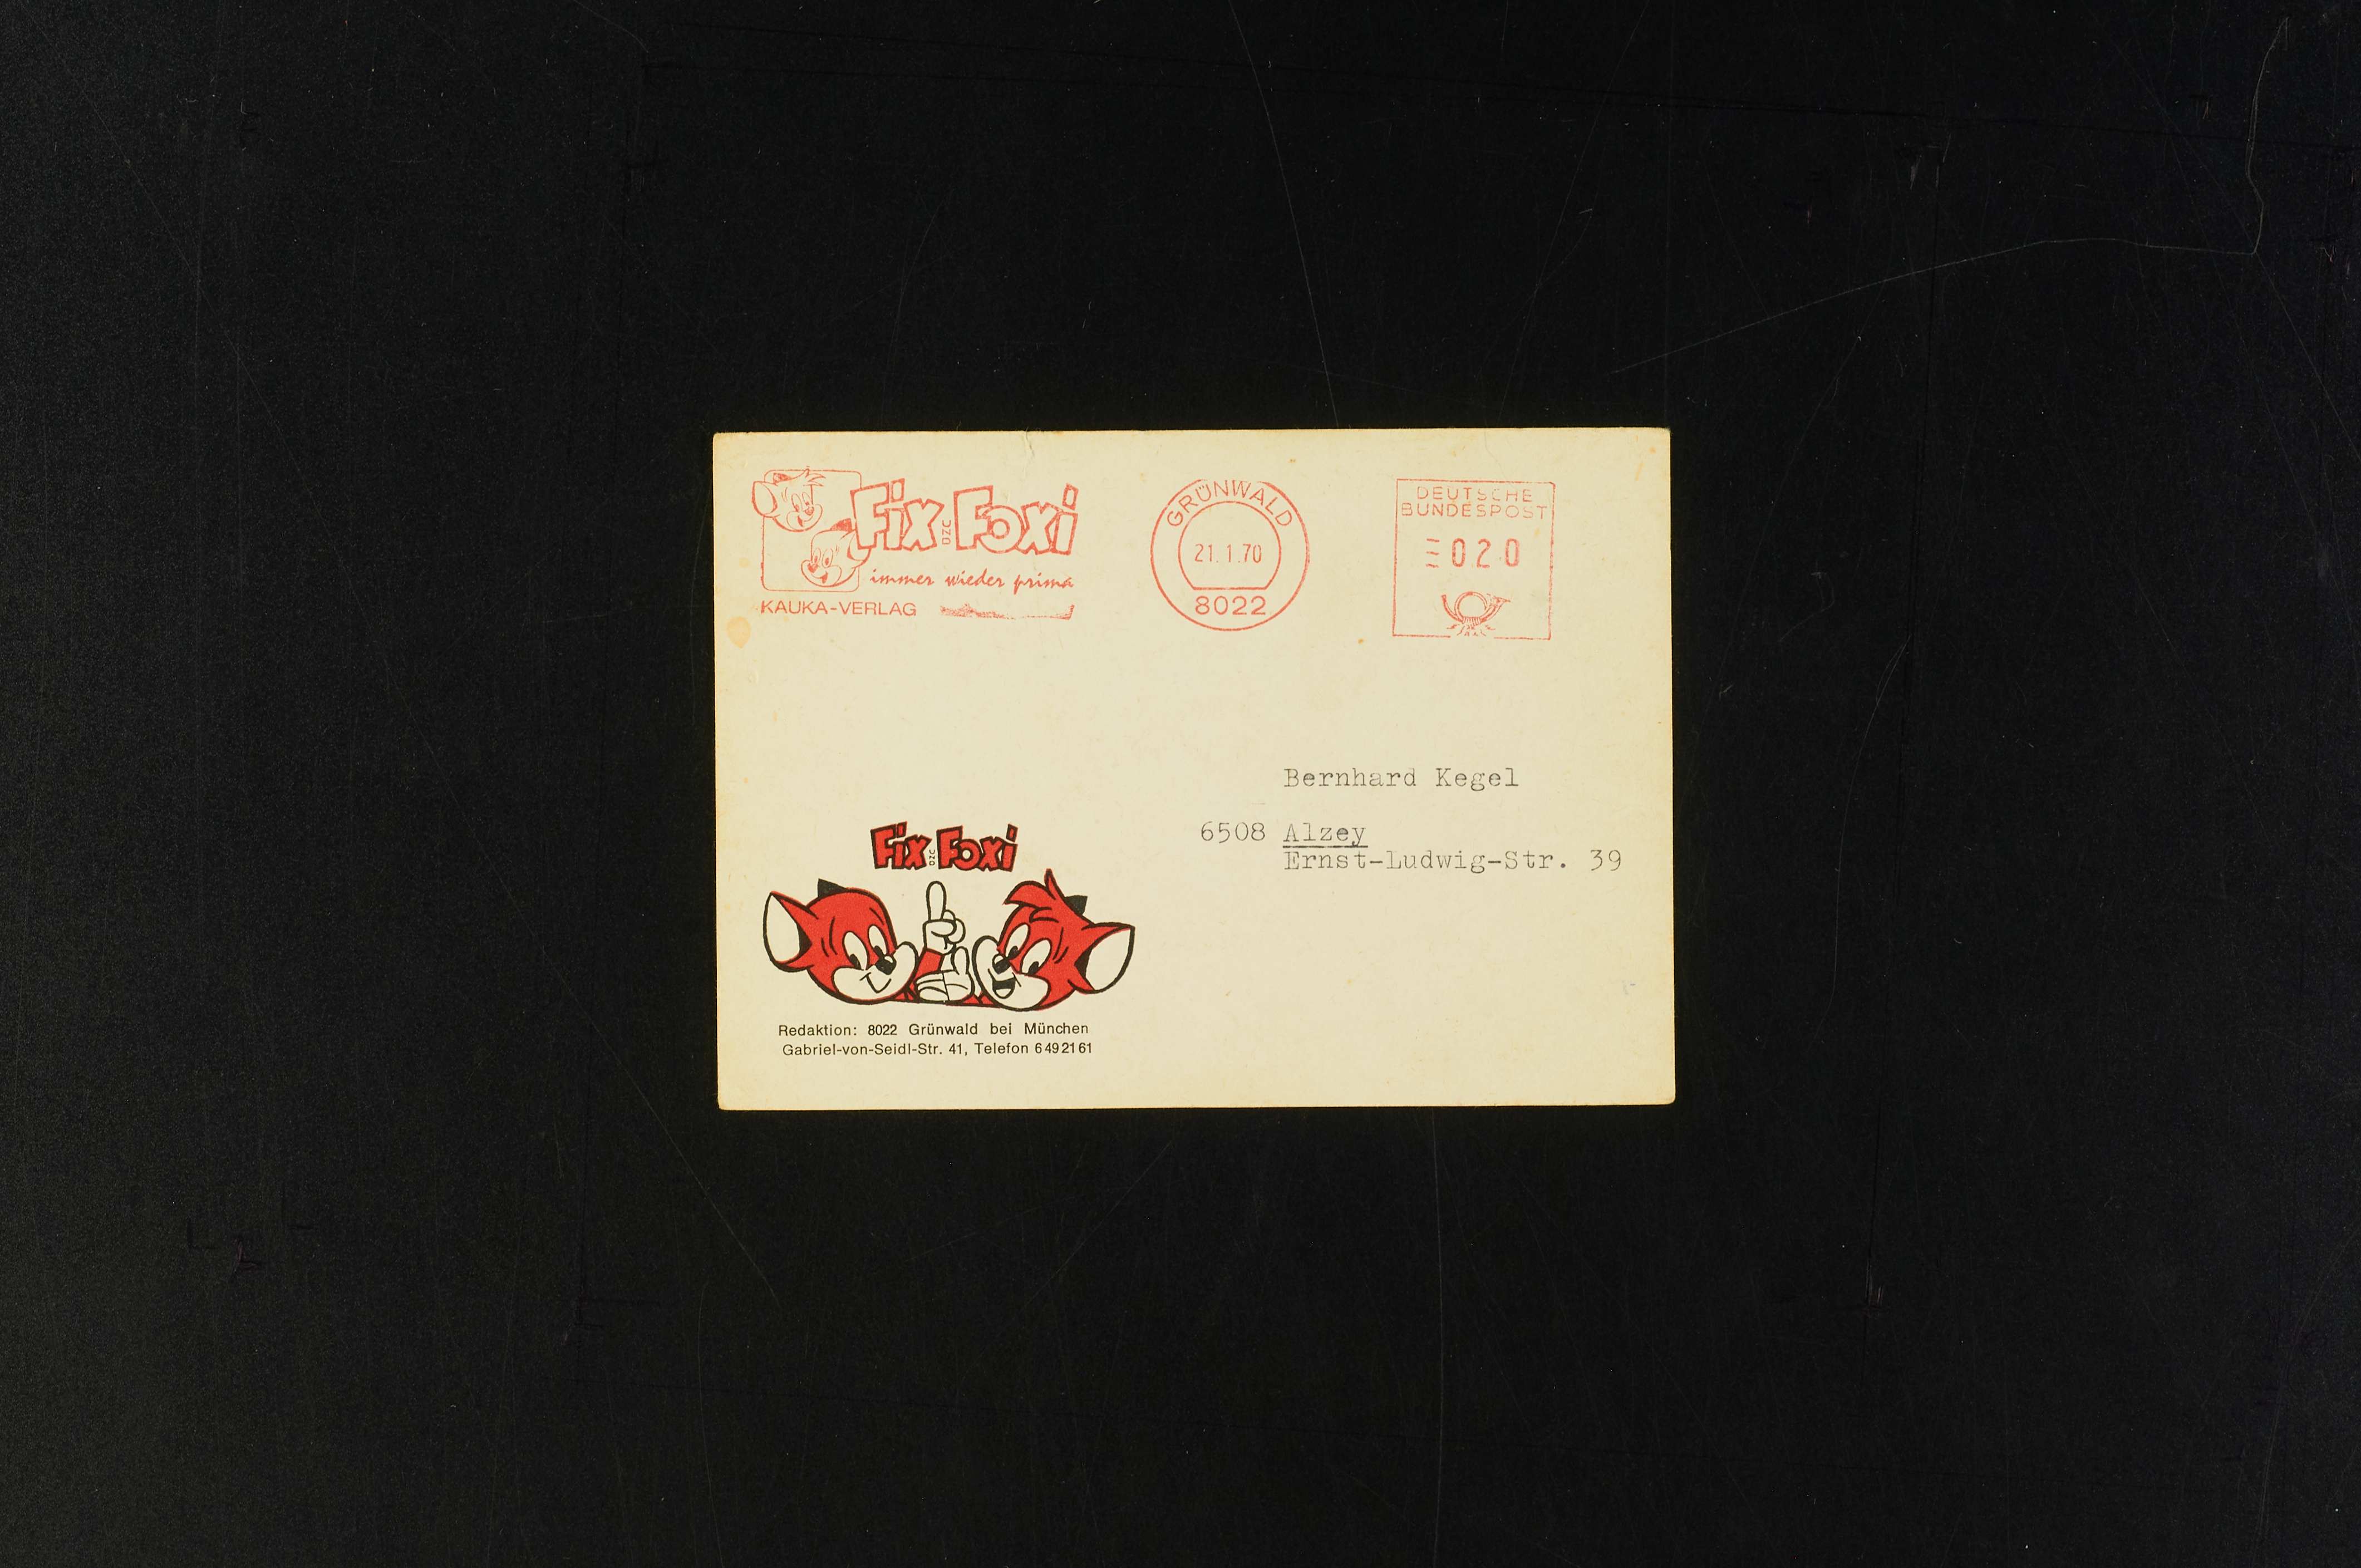 Fix UND Foxi
immer wieder prima
KAUKA-VERLAG
GRÜNWALD
21.1.70
8022
DEUTSCHE
BUNDESPOST
020
Bernhard Kegel
6508 Alzey
Ernst-Ludwig-Str. 39
Fix UND Foxi
Redaktion: 8022 Grünwald bei München
Gabriel-von-Seidl-Str. 41, Telefon 6492161